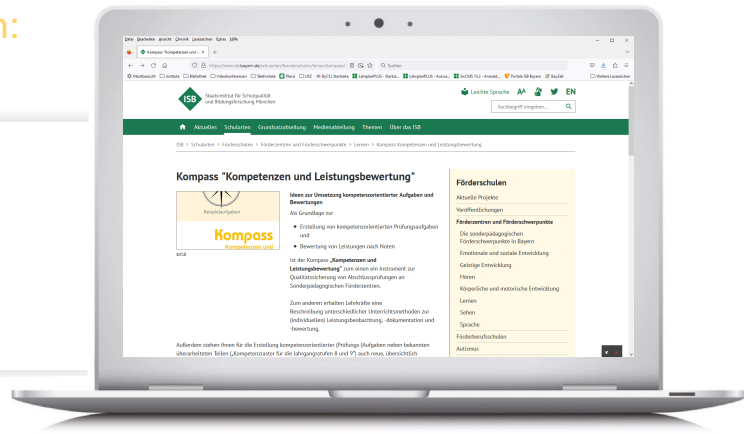 n:
Datei Bearbeiten Ansicht Chronik Lesezeichen Extras Hilfe
Kompass "Kompetenzen und L
Q Suchen
Meistbesucht Institute Bibliothek Videokonferenzen Telefonliste Plexis UKZ Startseite
Weitere Lesezeichen
ISB
Staatsinstitut für Schulqualität
und Bildungsforschung München
Leichte Sprache AA EN
Suchbegriff eingeben...
Aktuelles Schularten Grundsatzabteilung Medienabteilung Themen Über das ISB
ISB > Schularten > Förderschulen > Förderzentren und Förderschwerpunkte > Lernen > Kompass Kompetenzen und Leistungsbewertung
Kompass "Kompetenzen und Leistungsbewertung"
Beispielaufgaben
Kompass
Kompetenzen und
©ISB
Ideen zur Umsetzung kompetenzorientierter Aufgaben und
Bewertungen
Als Grundlage zur
Erstellung von kompetenzorientierten Prüfungsaufgaben
und
Bewertung von Leistungen nach Noten
ist der Kompass „Kompetenzen und
Leistungsbewertung" zum einen ein Instrument zur
Qualitätssicherung von Abschlussprüfungen an
Sonderpädagogischen Förderzentren.
Zum anderen erhalten Lehrkräfte eine
Beschreibung unterschiedlicher Unterrichtsmethoden zur
(individuellen) Leistungsbeobachtung, -dokumentation und
-bewertung.
Außerdem stehen ihnen für die Erstellung kompetenzorientierter (Prüfungs-)Aufgaben neben bekannten
überarbeiteten Teilen („Kompetenzraster für die Jahrgangsstufen 8 und 9") auch neue, übersichtlich
Förderschulen
Aktuelle Projekte
Veröffentlichungen
Förderzentren und Förderschwerpunkte
Die sonderpädagogischen
Förderschwerpunkte in Bayern
Emotionale und soziale Entwicklung
Geistige Entwicklung
Hören
Körperliche und motorische Entwicklung
Lernen
Sehen
Sprache
Förderberufsschulen
Autismus